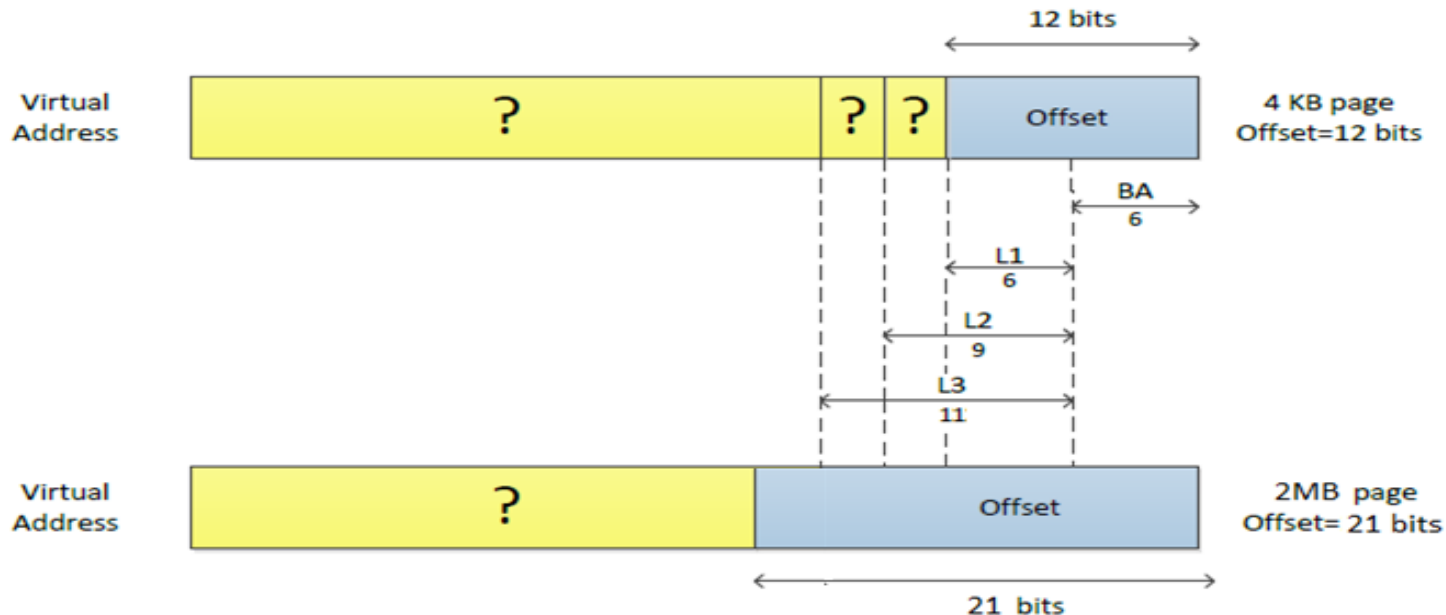 12 bits
Virtual
Address
?
?
?
Offset
4 KB page
Offset=12 bits
BA
6
L1
6
L2
9
L3
11
Virtual
Address
?
Offset
2MB page
Offset= 21 bits
21 bits